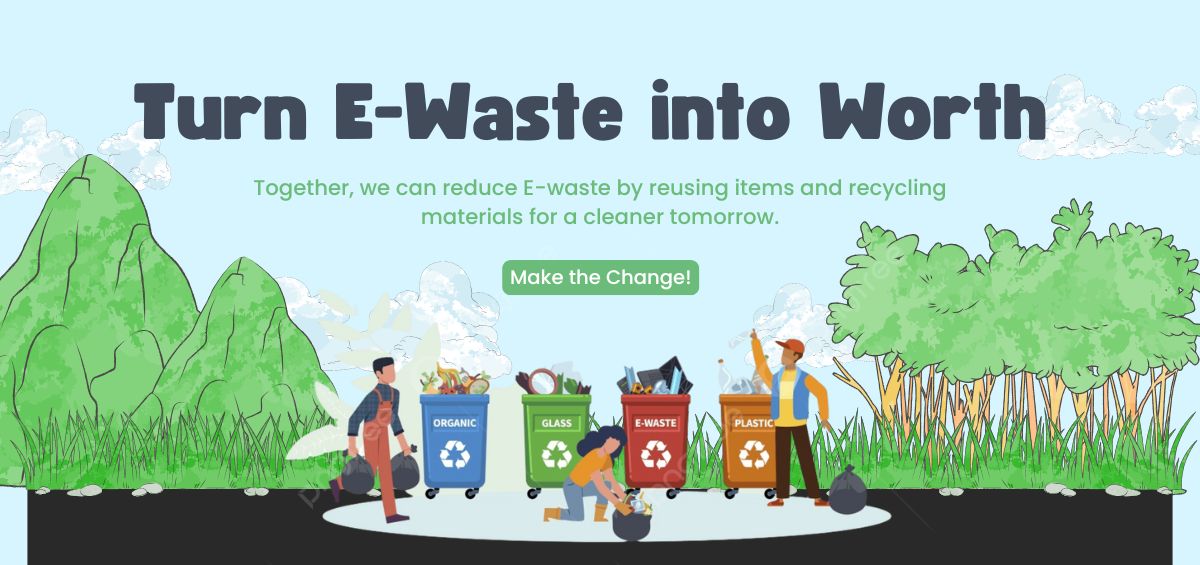 Turn E-Waste into Worth
Together, we can reduce E-waste by reusing items and recycling
materials for a cleaner tomorrow.
Make the Change!
ORGANIC
GLASS
E-WASTE
PLASTIC